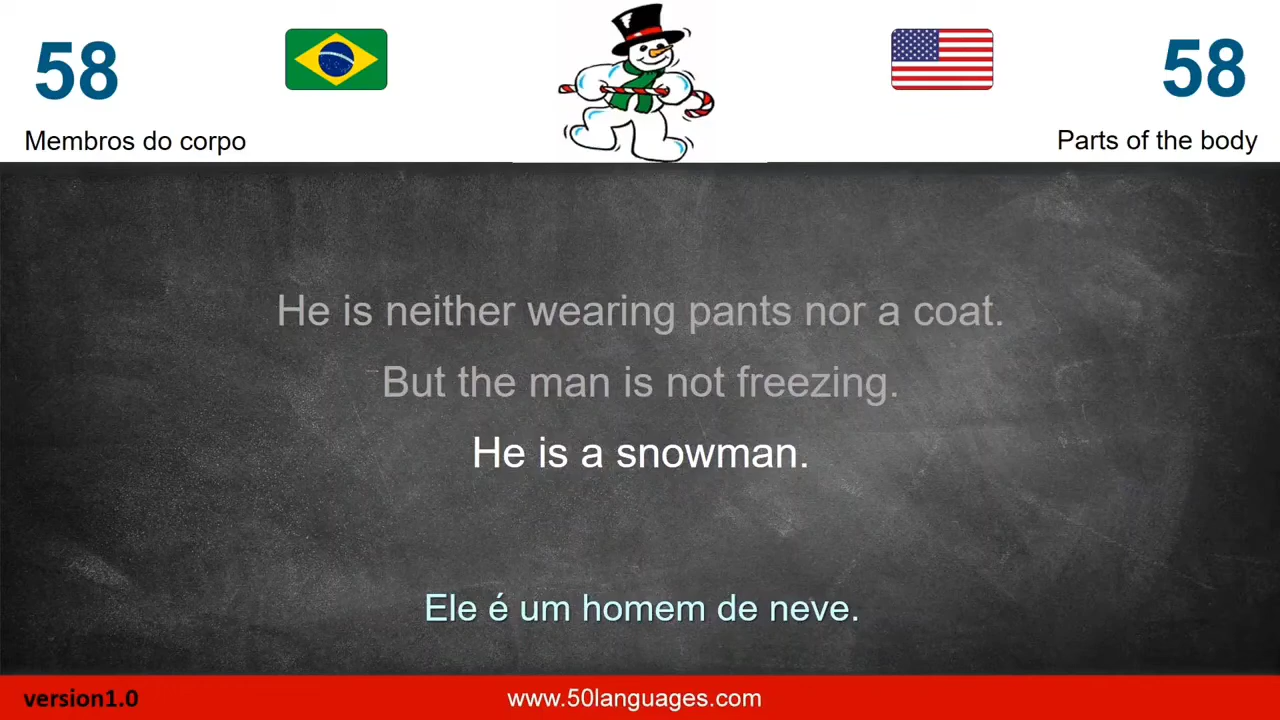 58
58
Membros do corpo
Parts of the body
He is neither wearing pants nor a coat.
But the man is not freezing.
He is a snowman.
Ele é um homem de neve.
version1.0
www.50languages.com